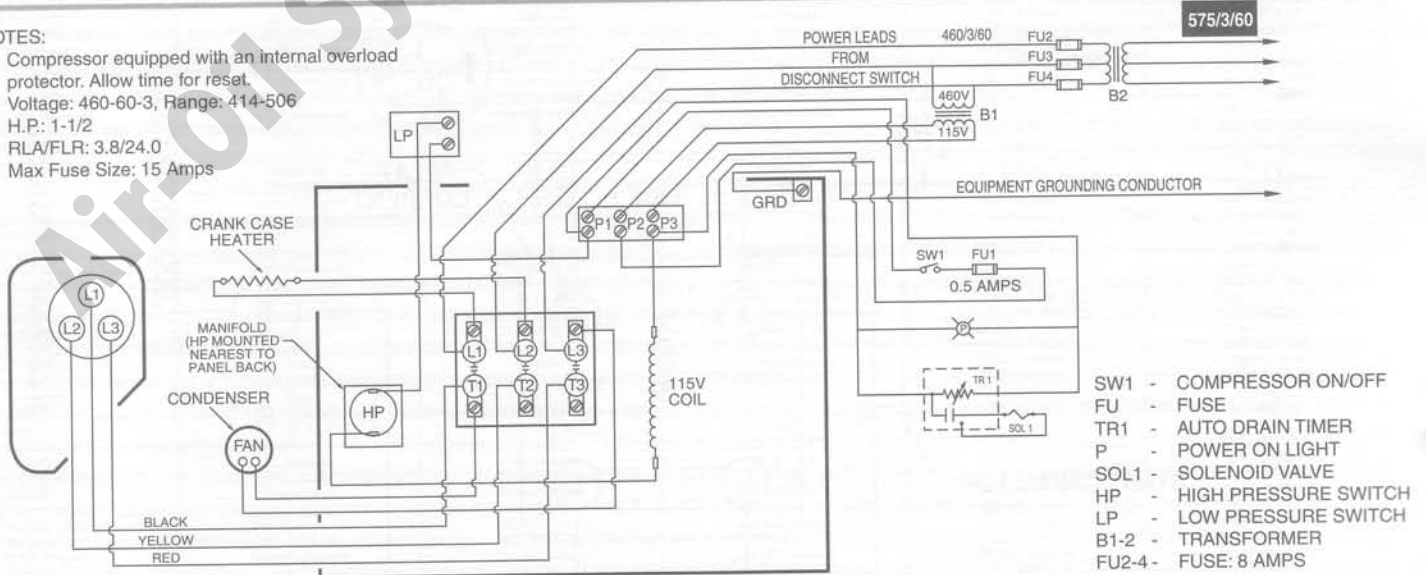 NOTES:
Compressor equipped with an internal overload
protector. Allow time for reset.
Voltage: 460-60-3, Range: 414-506
H.P.: 1-1/2
RLA/FLR: 3.8/24.0
Max Fuse Size: 15 Amps
Air-oil sy
575/3/60
POWER LEADS
FROM
DISCONNECT SWITCH
460/3/60
FU2
FU3
FU4
B2
460V
B1
115V
LP
EQUIPMENT GROUNDING CONDUCTOR
GRD
P1
P2
P3
CRANK CASE
HEATER
SW1
FU1
0.5 AMPS
L1
L2
L3
MANIFOLD
(HP MOUNTED
NEAREST TO
PANEL BACK)
L1
L2
L3
T1
T2
T3
P
115V
COIL
HP
CONDENSER
FAN
TR 1
SOL 1
BLACK
YELLOW
RED
SW1 - COMPRESSOR ON/OFF
FU - FUSE
TR1 - AUTO DRAIN TIMER
P - POWER ON LIGHT
SOL1 - SOLENOID VALVE
HP - HIGH PRESSURE SWITCH
LP - LOW PRESSURE SWITCH
B1-2 - TRANSFORMER
FU2-4 - FUSE: 8 AMPS